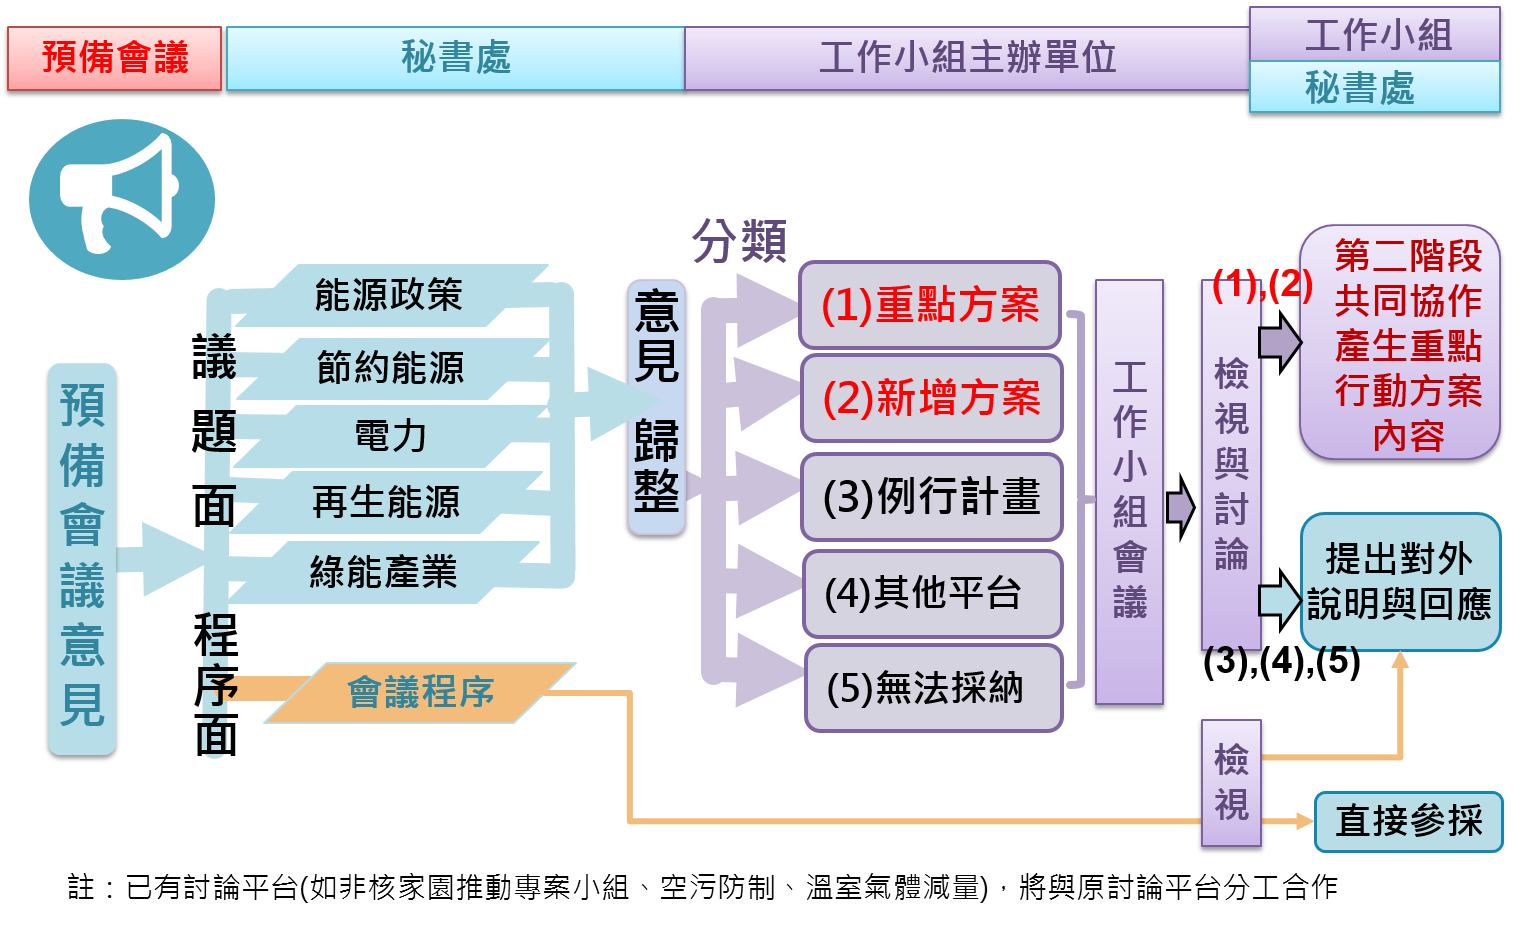 預備會議
秘書處
工作小組主辦單位
工作小組
秘書處
預備會議意見
議題面
能源政策
節約能源
電力
再生能源
綠能產業
程序面
會議程序
意見歸整
分類
(1)重點方案
(2)新增方案
(3)例行計畫
(4)其他平台
(5)無法採納
工作小組會議
檢視與討論
(1),(2)
第二階段
共同協作
產生重點
行動方案
內容
提出對外
說明與回應
(3),(4),(5)
檢視
直接參採
註：已有討論平台(如非核家園推動專案小組、空污防制、溫室氣體減量)，將與原討論平台分工合作